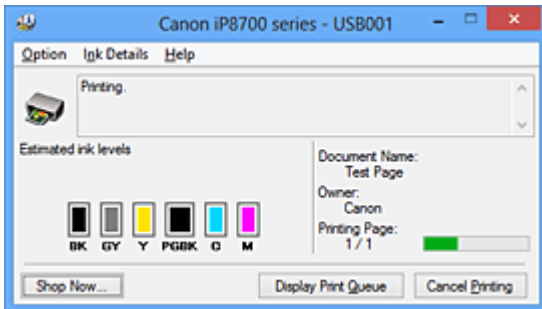 Canon iP8700 series - USB001
Option Ink Details Help
Printing.
Estimated ink levels
BK GY Y PGBK C M
Document Name:
Test Page
Owner:
Canon
Printing Page:
1 / 1
Shop Now... Display Print Queue Cancel Printing